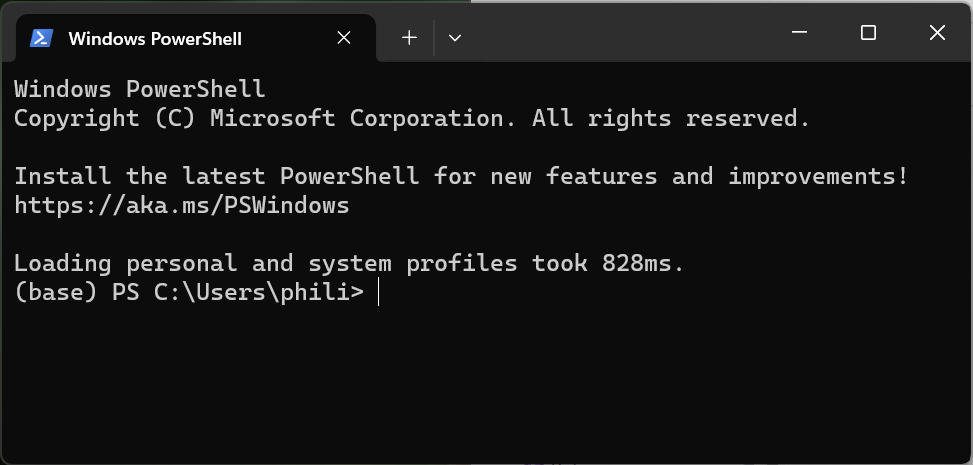 Windows PowerShell
Windows PowerShell
Copyright (C) Microsoft Corporation. All rights reserved.
Install the latest PowerShell for new features and improvements!
https://aka.ms/PSWindows
Loading personal and system profiles took 828ms.
(base) PS C:\Users\phili>